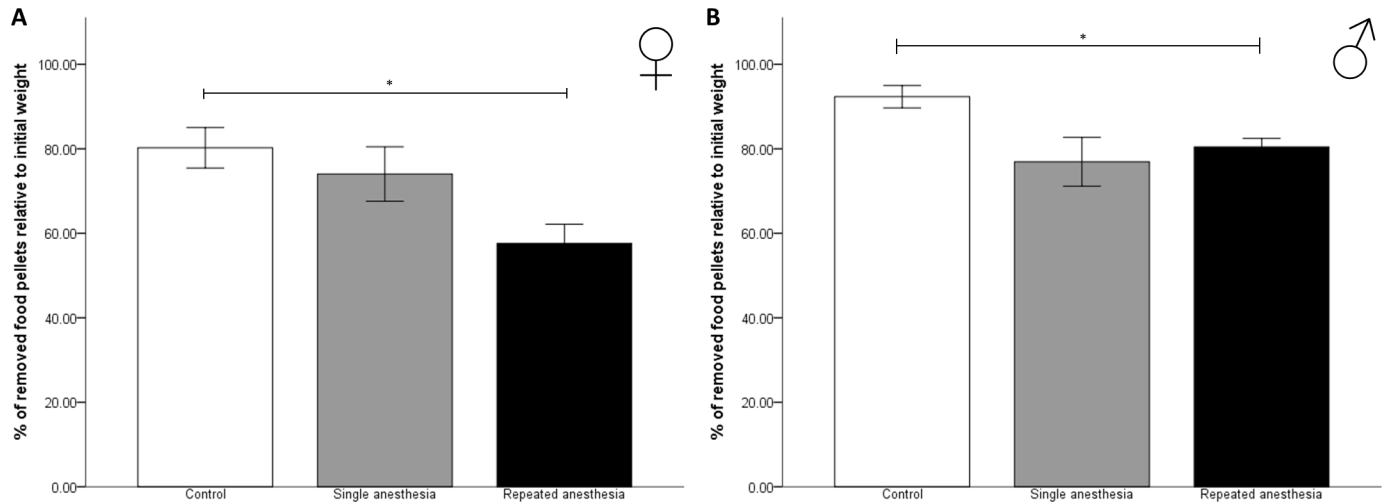 A
% of removed food pellets relative to initial weight
100.00
80.00
60.00
40.00
20.00
0.00
*
Control
Single anesthesia
Repeated anesthesia
B
% of removed food pellets relative to initial weight
100.00
80.00
60.00
40.00
20.00
0.00
*
Control
Single anesthesia
Repeated anesthesia